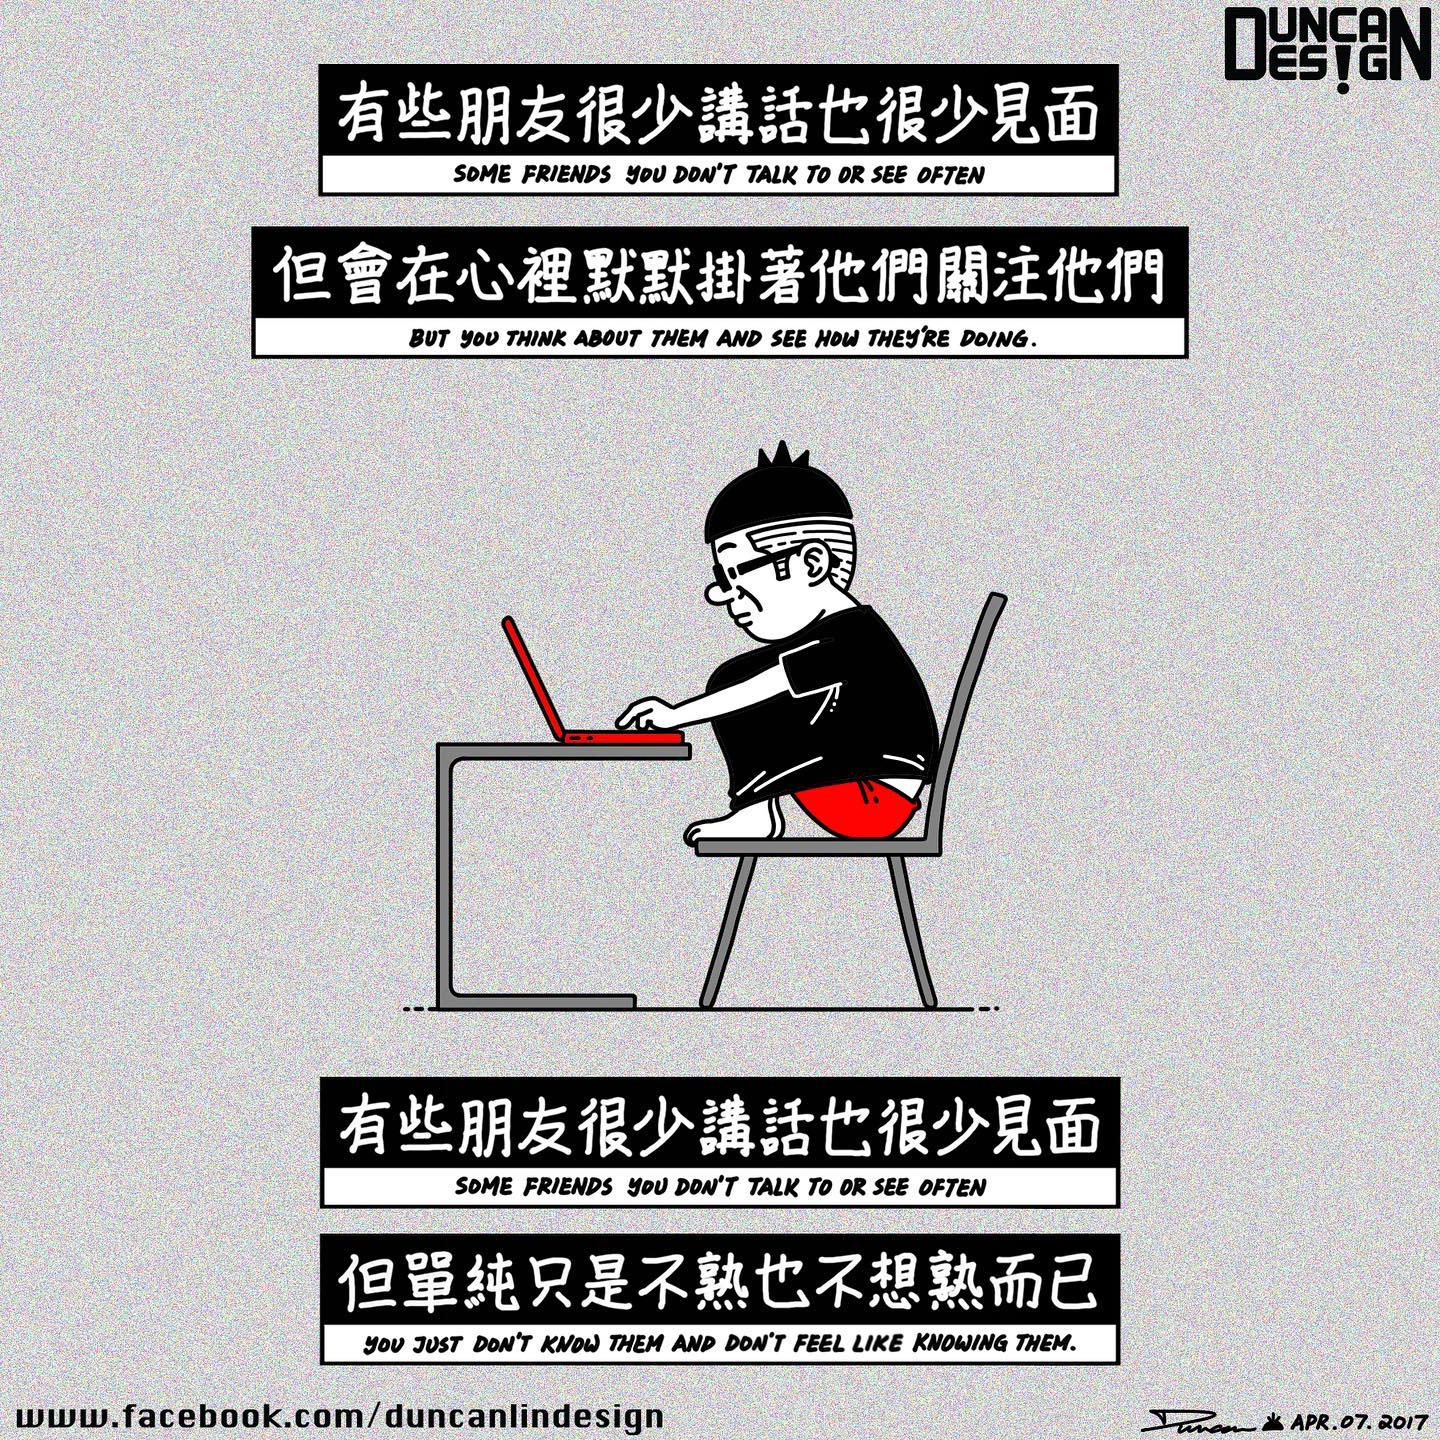 DUNCAN
DES!GN
有些朋友很少講話也很少見面
SOME FRIENDS YOU DON'T TALK TO OR SEE OFTEN
但會在心裡默默掛著他們關注他們
BUT YOU THINK ABOUT THEM AND SEE HOW THEY'RE DOING.
有些朋友很少講話也很少見面
SOME FRIENDS YOU DON'T TALK TO OR SEE OFTEN
但單純只是不熟也不想熟而已
YOU JUST DON'T KNOW THEM AND DON'T FEEL LIKE KNOWING THEM.
www.facebook.com/duncanlindesign
Duncan APR.07.2017